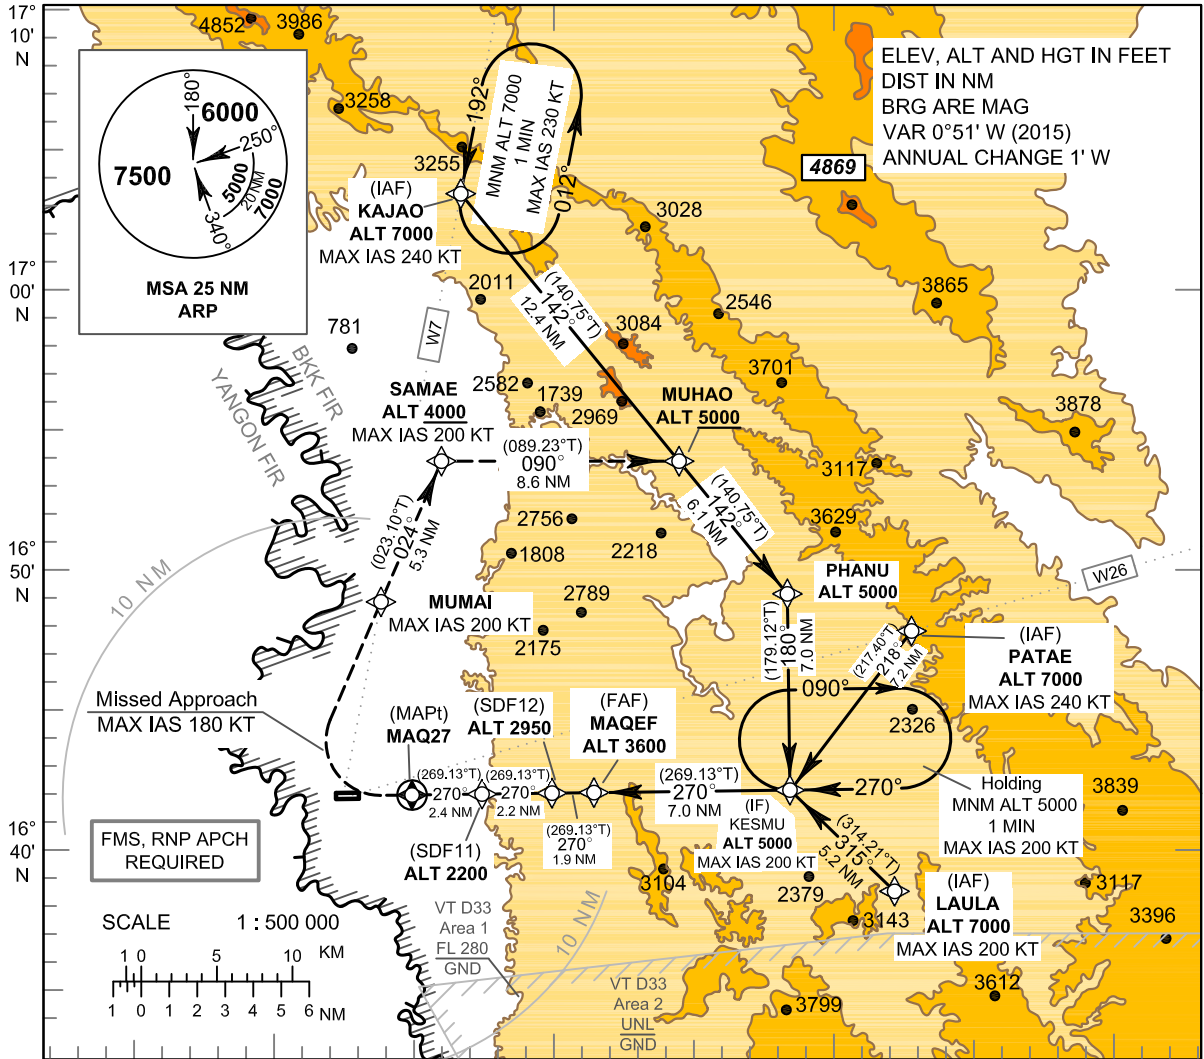 17°
10'
N
4852
3986
3258
3255
180°
6000
250°
7500
5000
20 NM
7000
340°
MSA 25 NM
ARP
192°
MNM ALT 7000
1 MIN
MAX IAS 230 KT
012°
ELEV, ALT AND HGT IN FEET
DIST IN NM
BRG ARE MAG
VAR 0°51' W (2015)
ANNUAL CHANGE 1' W
4869
(IAF)
KAJAO
ALT 7000
MAX IAS 240 KT
3028
17°
00'
N
2011
781
W7
(140.75°T)
142°
12.4 NM
3084
2546
3865
BKK FIR
YANGON FIR
SAMAE
ALT 4000
MAX IAS 200 KT
2582
1739
2969
MUHAO
ALT 5000
3701
3878
(089.23°T)
090°
8.6 NM
3117
(023.10°T)
024°
5.3 NM
(140.75°T)
142°
6.1 NM
2756
1808
2218
3629
16°
50'
N
10 NM
W26
PHANU
ALT 5000
MUMAI
MAX IAS 200 KT
2789
2175
(179.12°T)
180°
7.0 NM
(217.40°T)
218°
7.2 NM
(IAF)
PATAE
ALT 7000
MAX IAS 240 KT
Missed Approach
MAX IAS 180 KT
(MAPt)
MAQ27
(SDF12)
ALT 2950
(FAF)
MAQEF
ALT 3600
090°
2326
(269.13°T)
270°
2.4 NM
(269.13°T)
270°
2.2 NM
(269.13°T)
270°
1.9 NM
(269.13°T)
270°
7.0 NM
270°
Holding
MNM ALT 5000
1 MIN
MAX IAS 200 KT
3839
(IF)
KESMU
ALT 5000
MAX IAS 200 KT
(314.21°T)
315°
5.2 NM
16°
40'
N
FMS, RNP APCH
REQUIRED
(SDF11)
ALT 2200
3104
2379
3143
(IAF)
LAULA
ALT 7000
MAX IAS 200 KT
3117
3396
SCALE
1 : 500 000
1 0 5 10 KM
1 0 1 2 3 4 5 6 NM
VT D33
Area 1
FL 280
GND
10 NM
VT D33
Area 2
UNL
GND
3799
3612